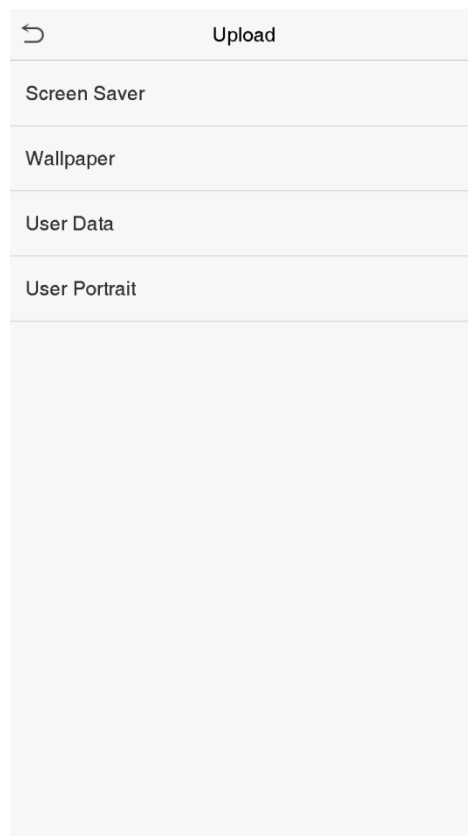 Upload
Screen Saver
Wallpaper
User Data
User Portrait